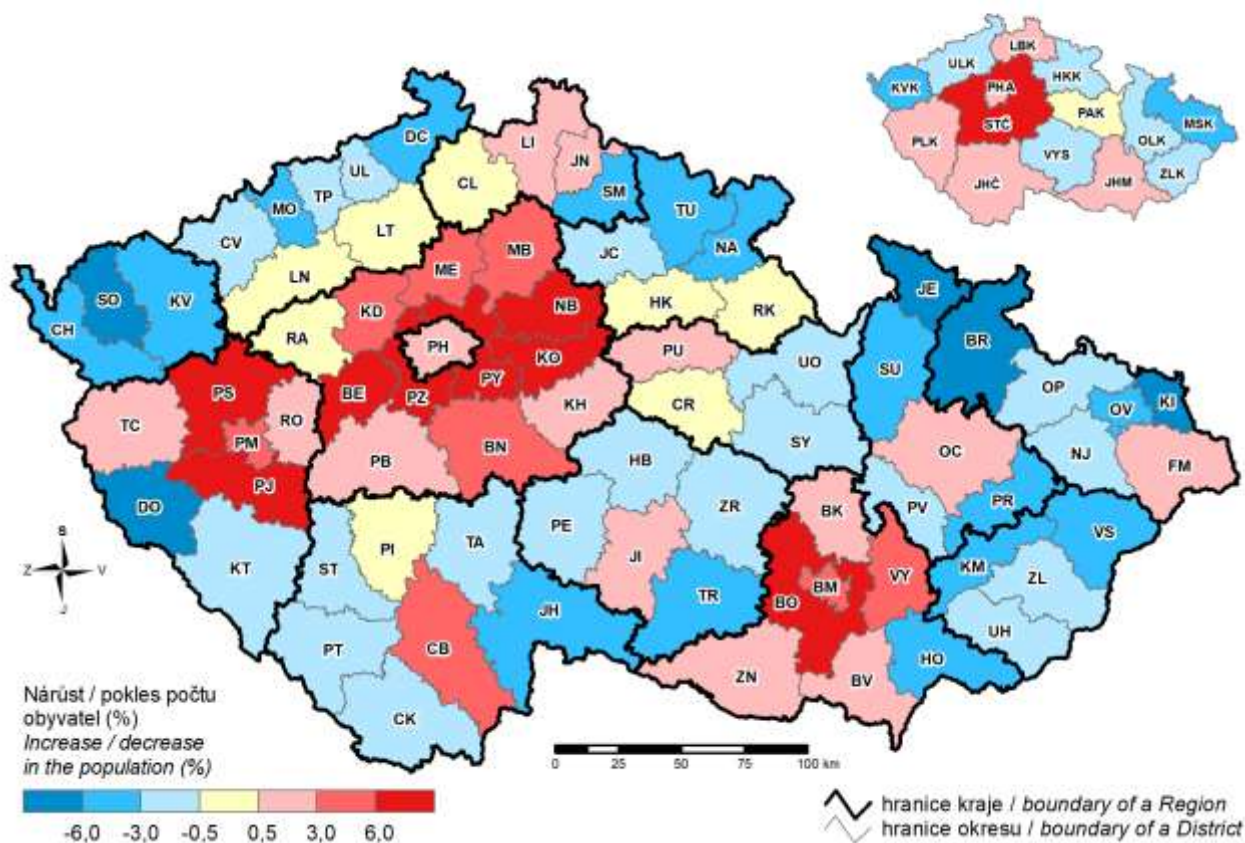 LBK
ULK
HKK
KVK
PHA
PAK
STČ
MSK
PLK
OLK
VYS
ZLK
JHČ
JHM
DC
LI
JN
UL
CL
TP
SM
MO
TU
LT
CV
MB
JC
NA
ME
LN
SO
KV
JE
KD
NB
HK
RK
CH
RA
PH
PU
BR
KO
UO
OP
SU
PS
BE
PZ
PY
OV
KI
TC
RO
KH
CR
PM
SY
OC
NJ
FM
PB
BN
HB
PJ
DO
ZR
PR
PV
BK
PE
VS
S
TA
PI
JI
KT
ST
KM
Z V
VY
ZL
BM
TR
BO
J
JH
UH
CB
PT
HO
ZN
BV
CK
Nárůst / pokles počtu
obyvatel (%)
Increase / decrease
in the population (%)
-6,0 -3,0 -0,5 0,5 3,0 6,0
0 25 50 75 100 km
hranice kraje / boundary of a Region
hranice okresu / boundary of a District